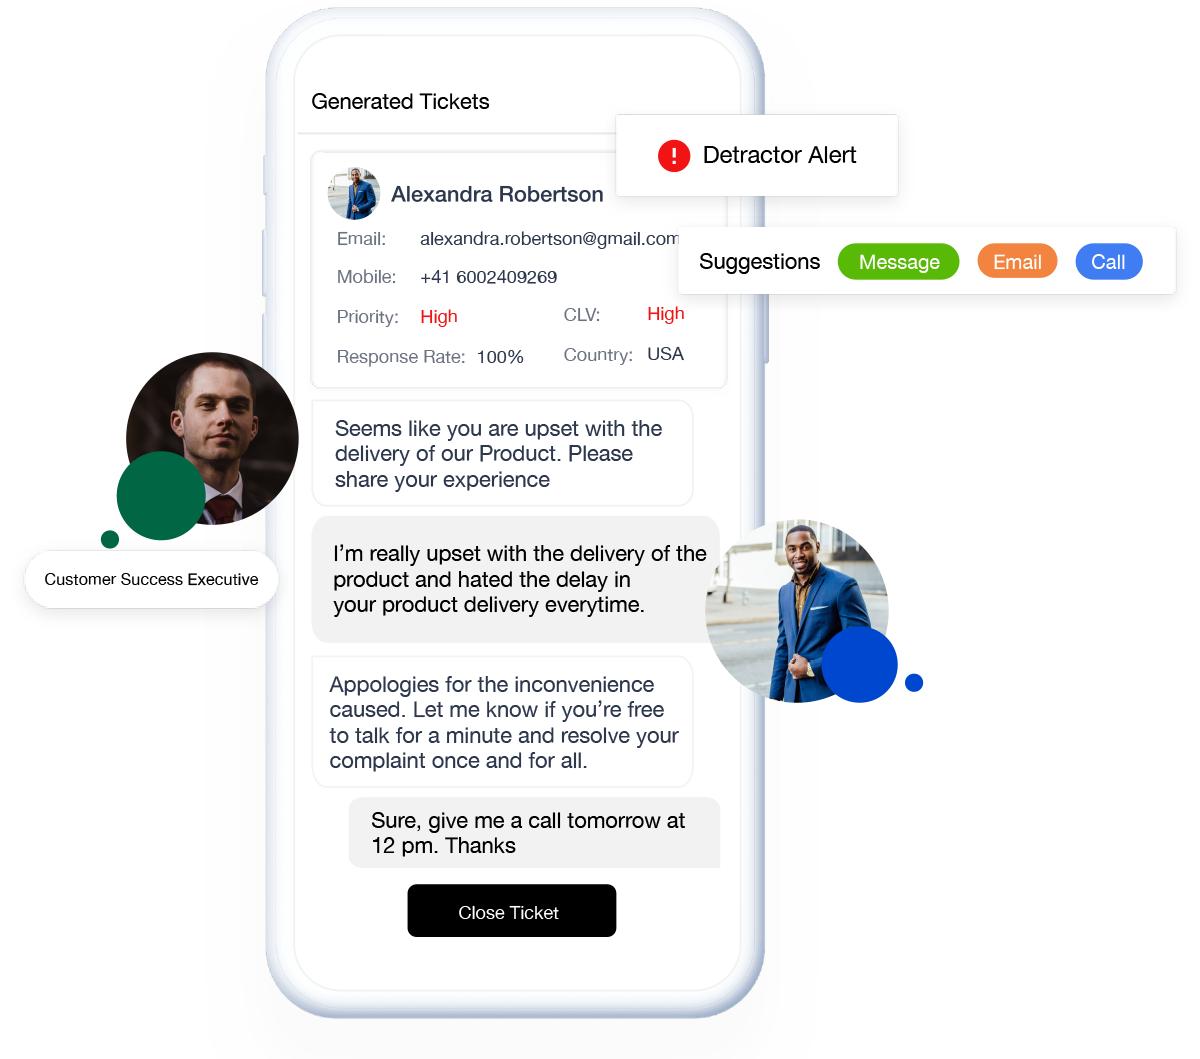 Generated Tickets
Detractor Alert
Alexandra Robertson
Email: alexandra.robertson@gmail.com
Suggestions Message Email Call
Mobile: +41 6002409269
Priority: High CLV: High
Response Rate: 100% Country: USA
Seems like you are upset with the
delivery of our Product. Please
share your experience
Customer Success Executive
I’m really upset with the delivery of the
product and hated the delay in
your product delivery everytime.
Appologies for the inconvenience
caused. Let me know if you’re free
to talk for a minute and resolve your
complaint once and for all.
Sure, give me a call tomorrow at
12 pm. Thanks
Close Ticket